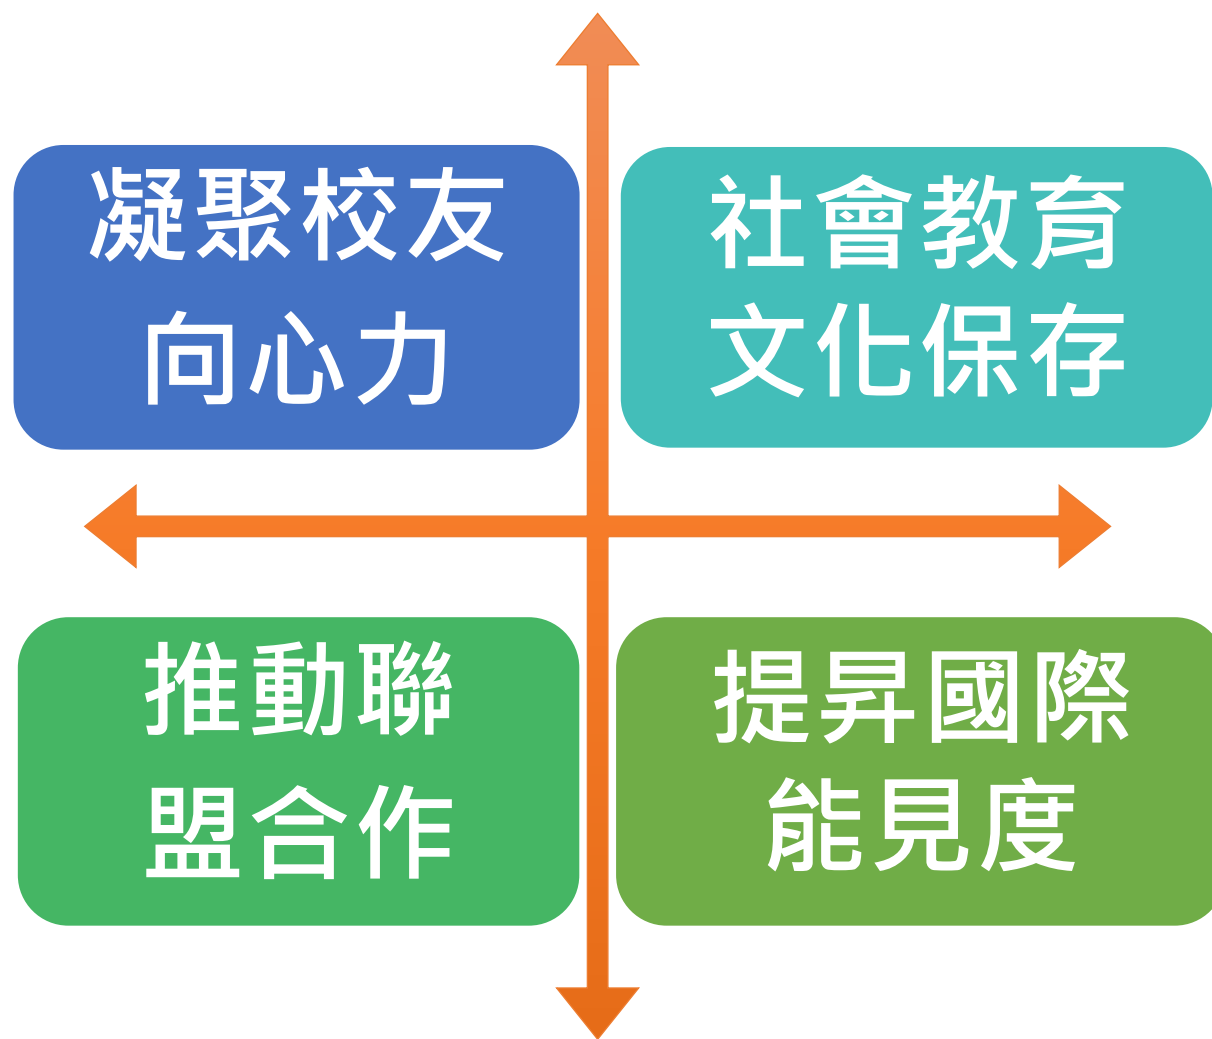 凝聚校友
向心力
社會教育
文化保存
推動聯
盟合作
提昇國際
能見度